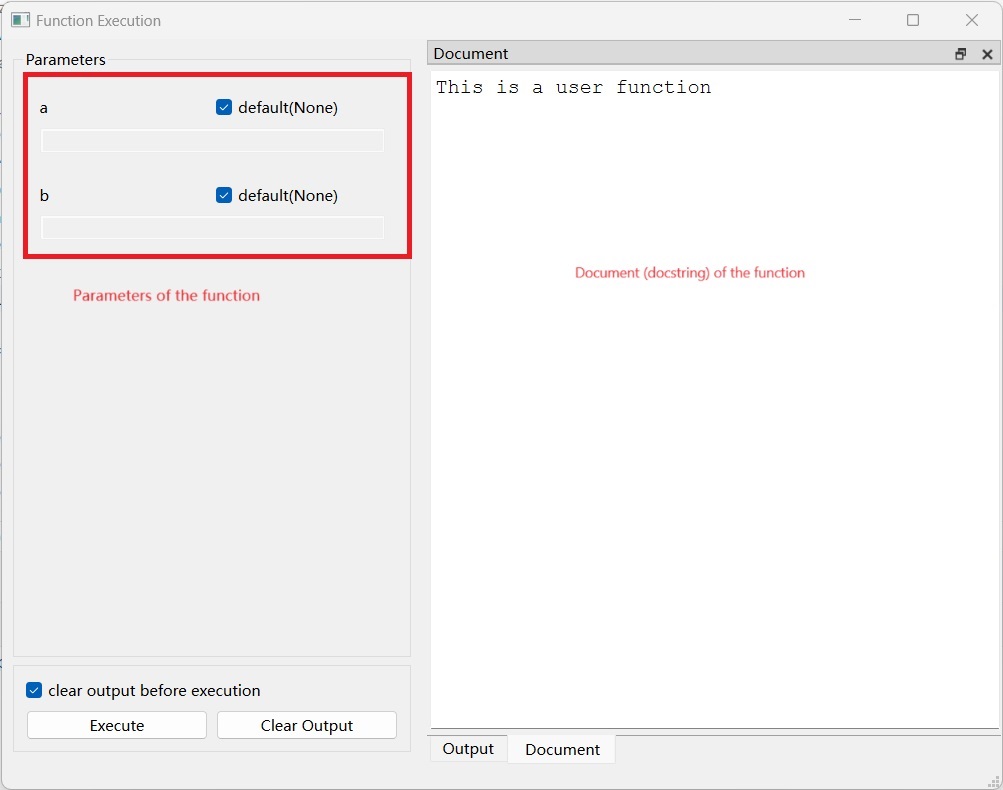 Function Execution
Parameters
a
default(None)
b
default(None)
Parameters of the function
clear output before execution
Execute
Clear Output
Document
This is a user function
Document (docstring) of the function
Output
Document